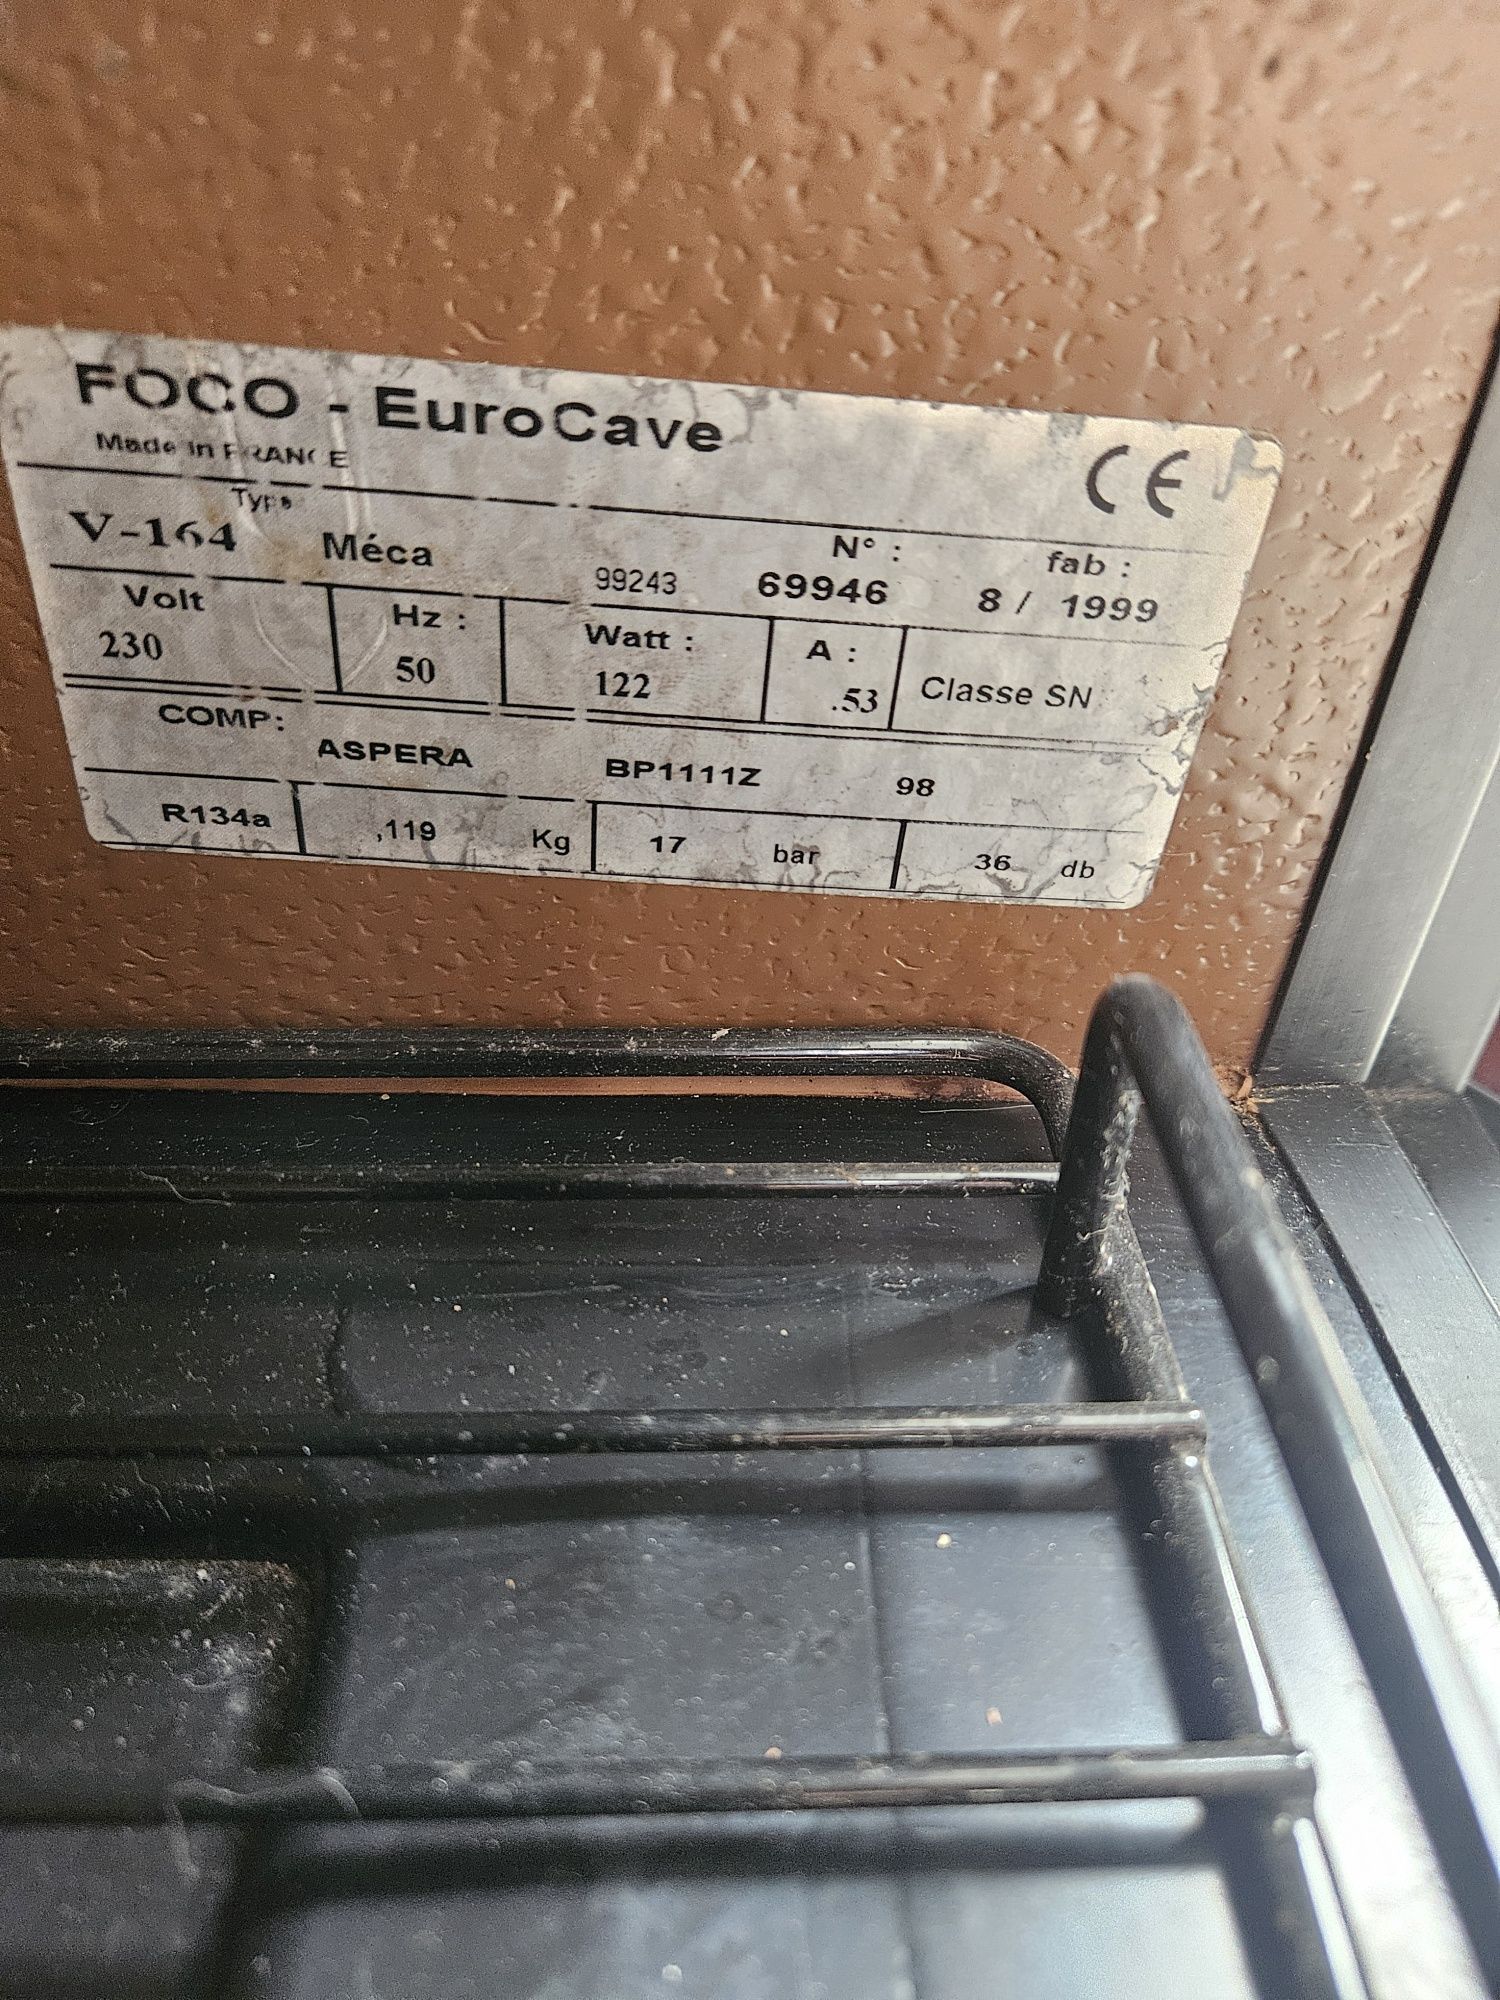 FOCO - EuroCave
Made in FRANCE
CE
Type
N° :
fab :
V-164 Méca 99243 69946 8 / 1999
Volt Hz : Watt : A :
230 50 122 .53 Classe SN
COMP:
ASPERA BP1111Z 98
R134a ,119 Kg 17 bar 36 db